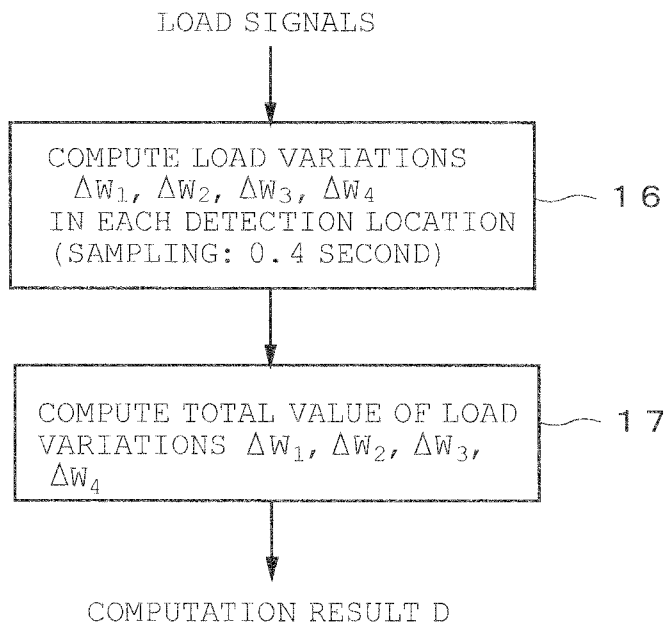 LOAD SIGNALS
COMPUTE LOAD VARIATIONS
ΔW₁, ΔW₂, ΔW₃, ΔW₄
IN EACH DETECTION LOCATION
(SAMPLING: 0.4 SECOND)
16
COMPUTE TOTAL VALUE OF LOAD
VARIATIONS ΔW₁, ΔW₂, ΔW₃,
ΔW₄
17
COMPUTATION RESULT D